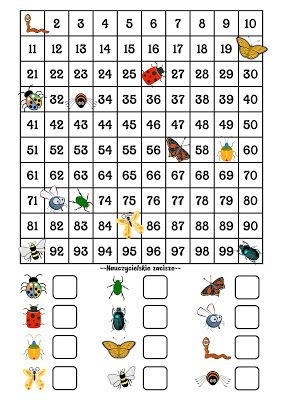 2 3 4 5 6 7 8 9 10
11 12 13 14 15 16 17 18 19
21 22 23 24 25 27 28 29 30
32 34 35 36 37 38 39 40
41 42 43 44 45 46 47 48 49 50
51 52 53 54 55 56 58 60
61 62 63 64 65 66 67 68 69 70
71 74 75 76 77 78 79 80
81 82 83 84 86 87 88 89 90
92 93 94 95 96 97 98 99
--Nauczycielskie zacisze--